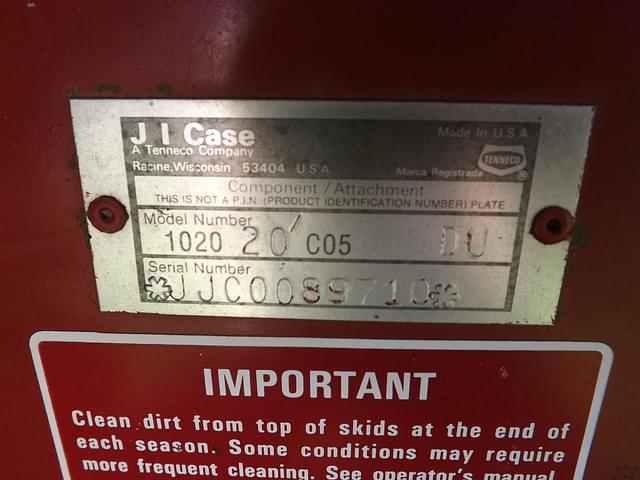 J I Case
A Tenneco Company
Racine, Wisconsin 53404 U.S.A.
Made In U.S.A
TENNECO
®
Marca Registrada
Component/Attachment
THIS IS NOT A P.I.N. (PRODUCT IDENTIFICATION NUMBER) PLATE
Model Number
1020 20' C05 DU
Serial Number
*JJC0089710*
IMPORTANT
Clean dirt from top of skids at the end of
each season. Some conditions may require
more frequent cleaning. See operator's manual.